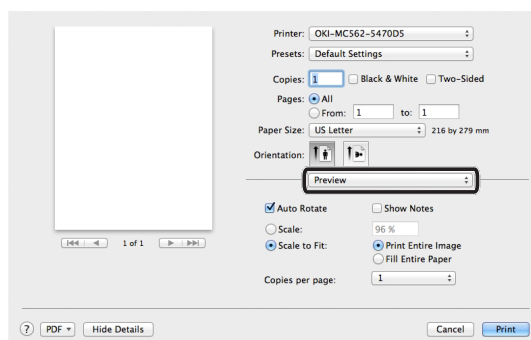 Printer: OKI-MC562-5470D5
Presets: Default Settings
Copies: 1 Black & White Two-Sided
Pages: All
From: 1 to: 1
Paper Size: US Letter 216 by 279 mm
Orientation:
Preview
Auto Rotate Show Notes
Scale: 96 %
Scale to Fit: Print Entire Image
Fill Entire Paper
Copies per page: 1
1 of 1
? PDF Hide Details Cancel Print